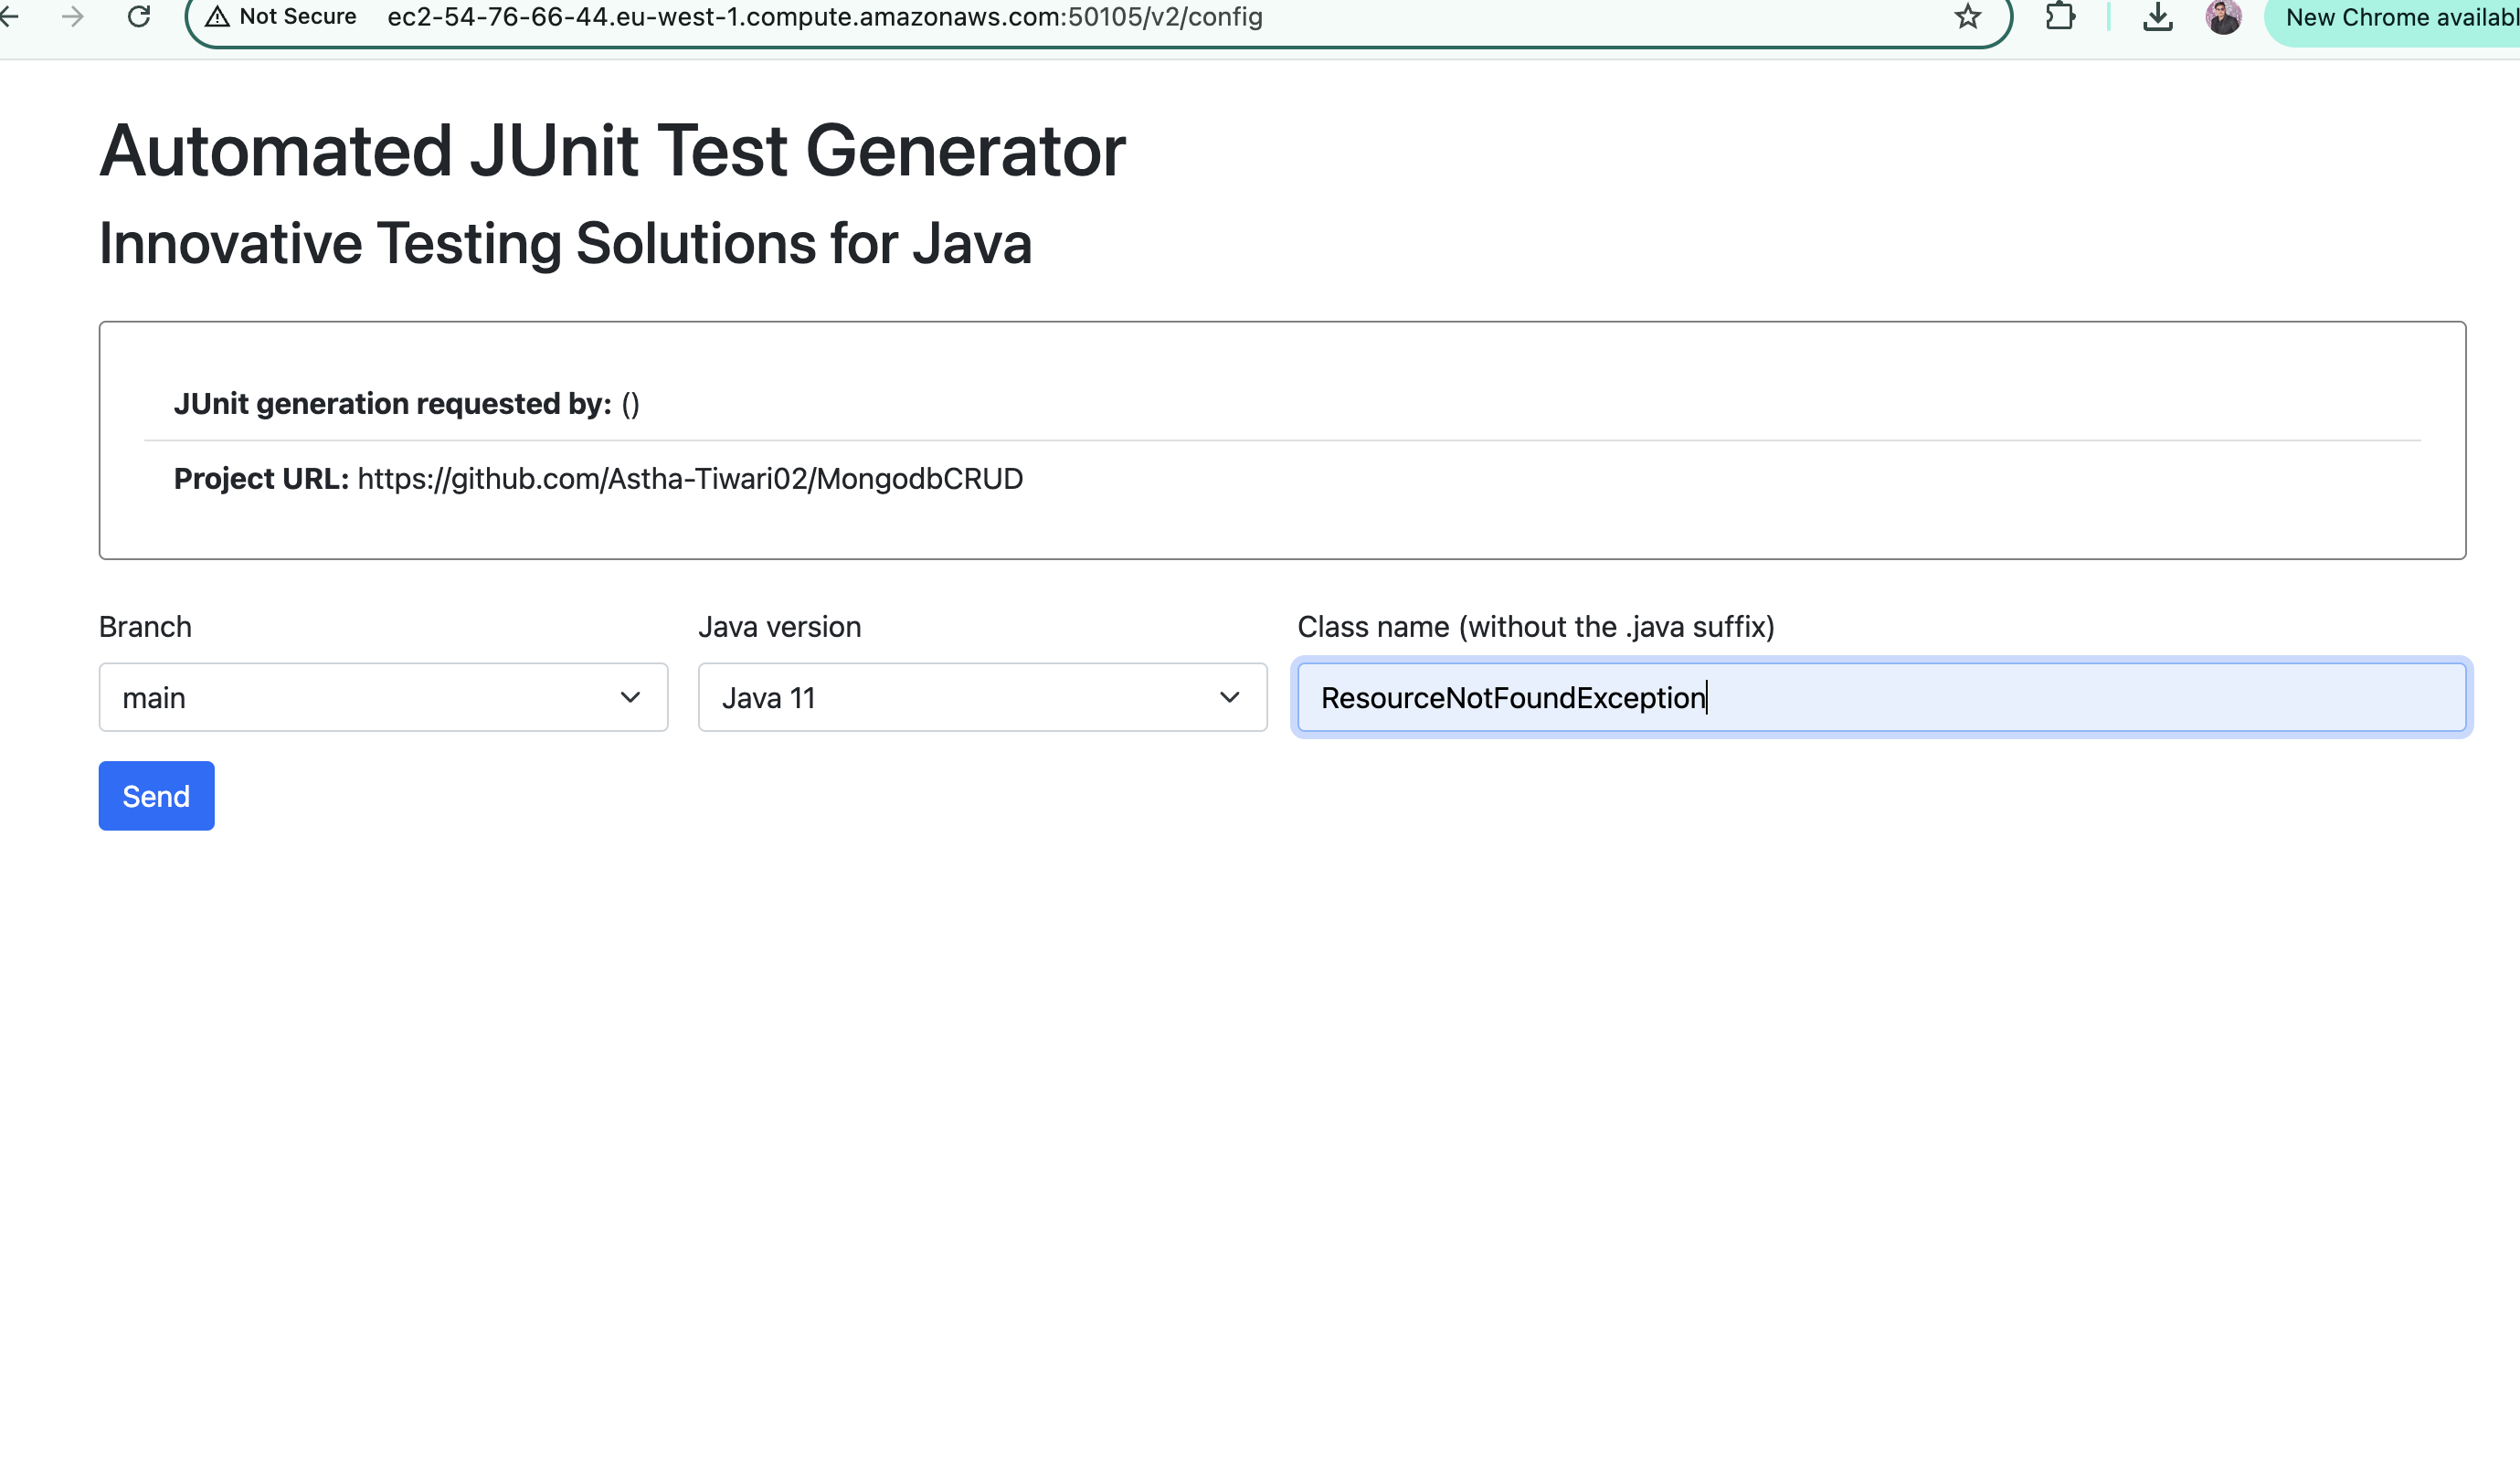 Not Secure ec2-54-76-66-44.eu-west-1.compute.amazonaws.com:50105/v2/config New Chrome availabl
Automated JUnit Test Generator
Innovative Testing Solutions for Java
JUnit generation requested by: ()
Project URL: https://github.com/Astha-Tiwari02/MongodbCRUD
Branch Java version Class name (without the .java suffix)
main Java 11 ResourceNotFoundException
Send